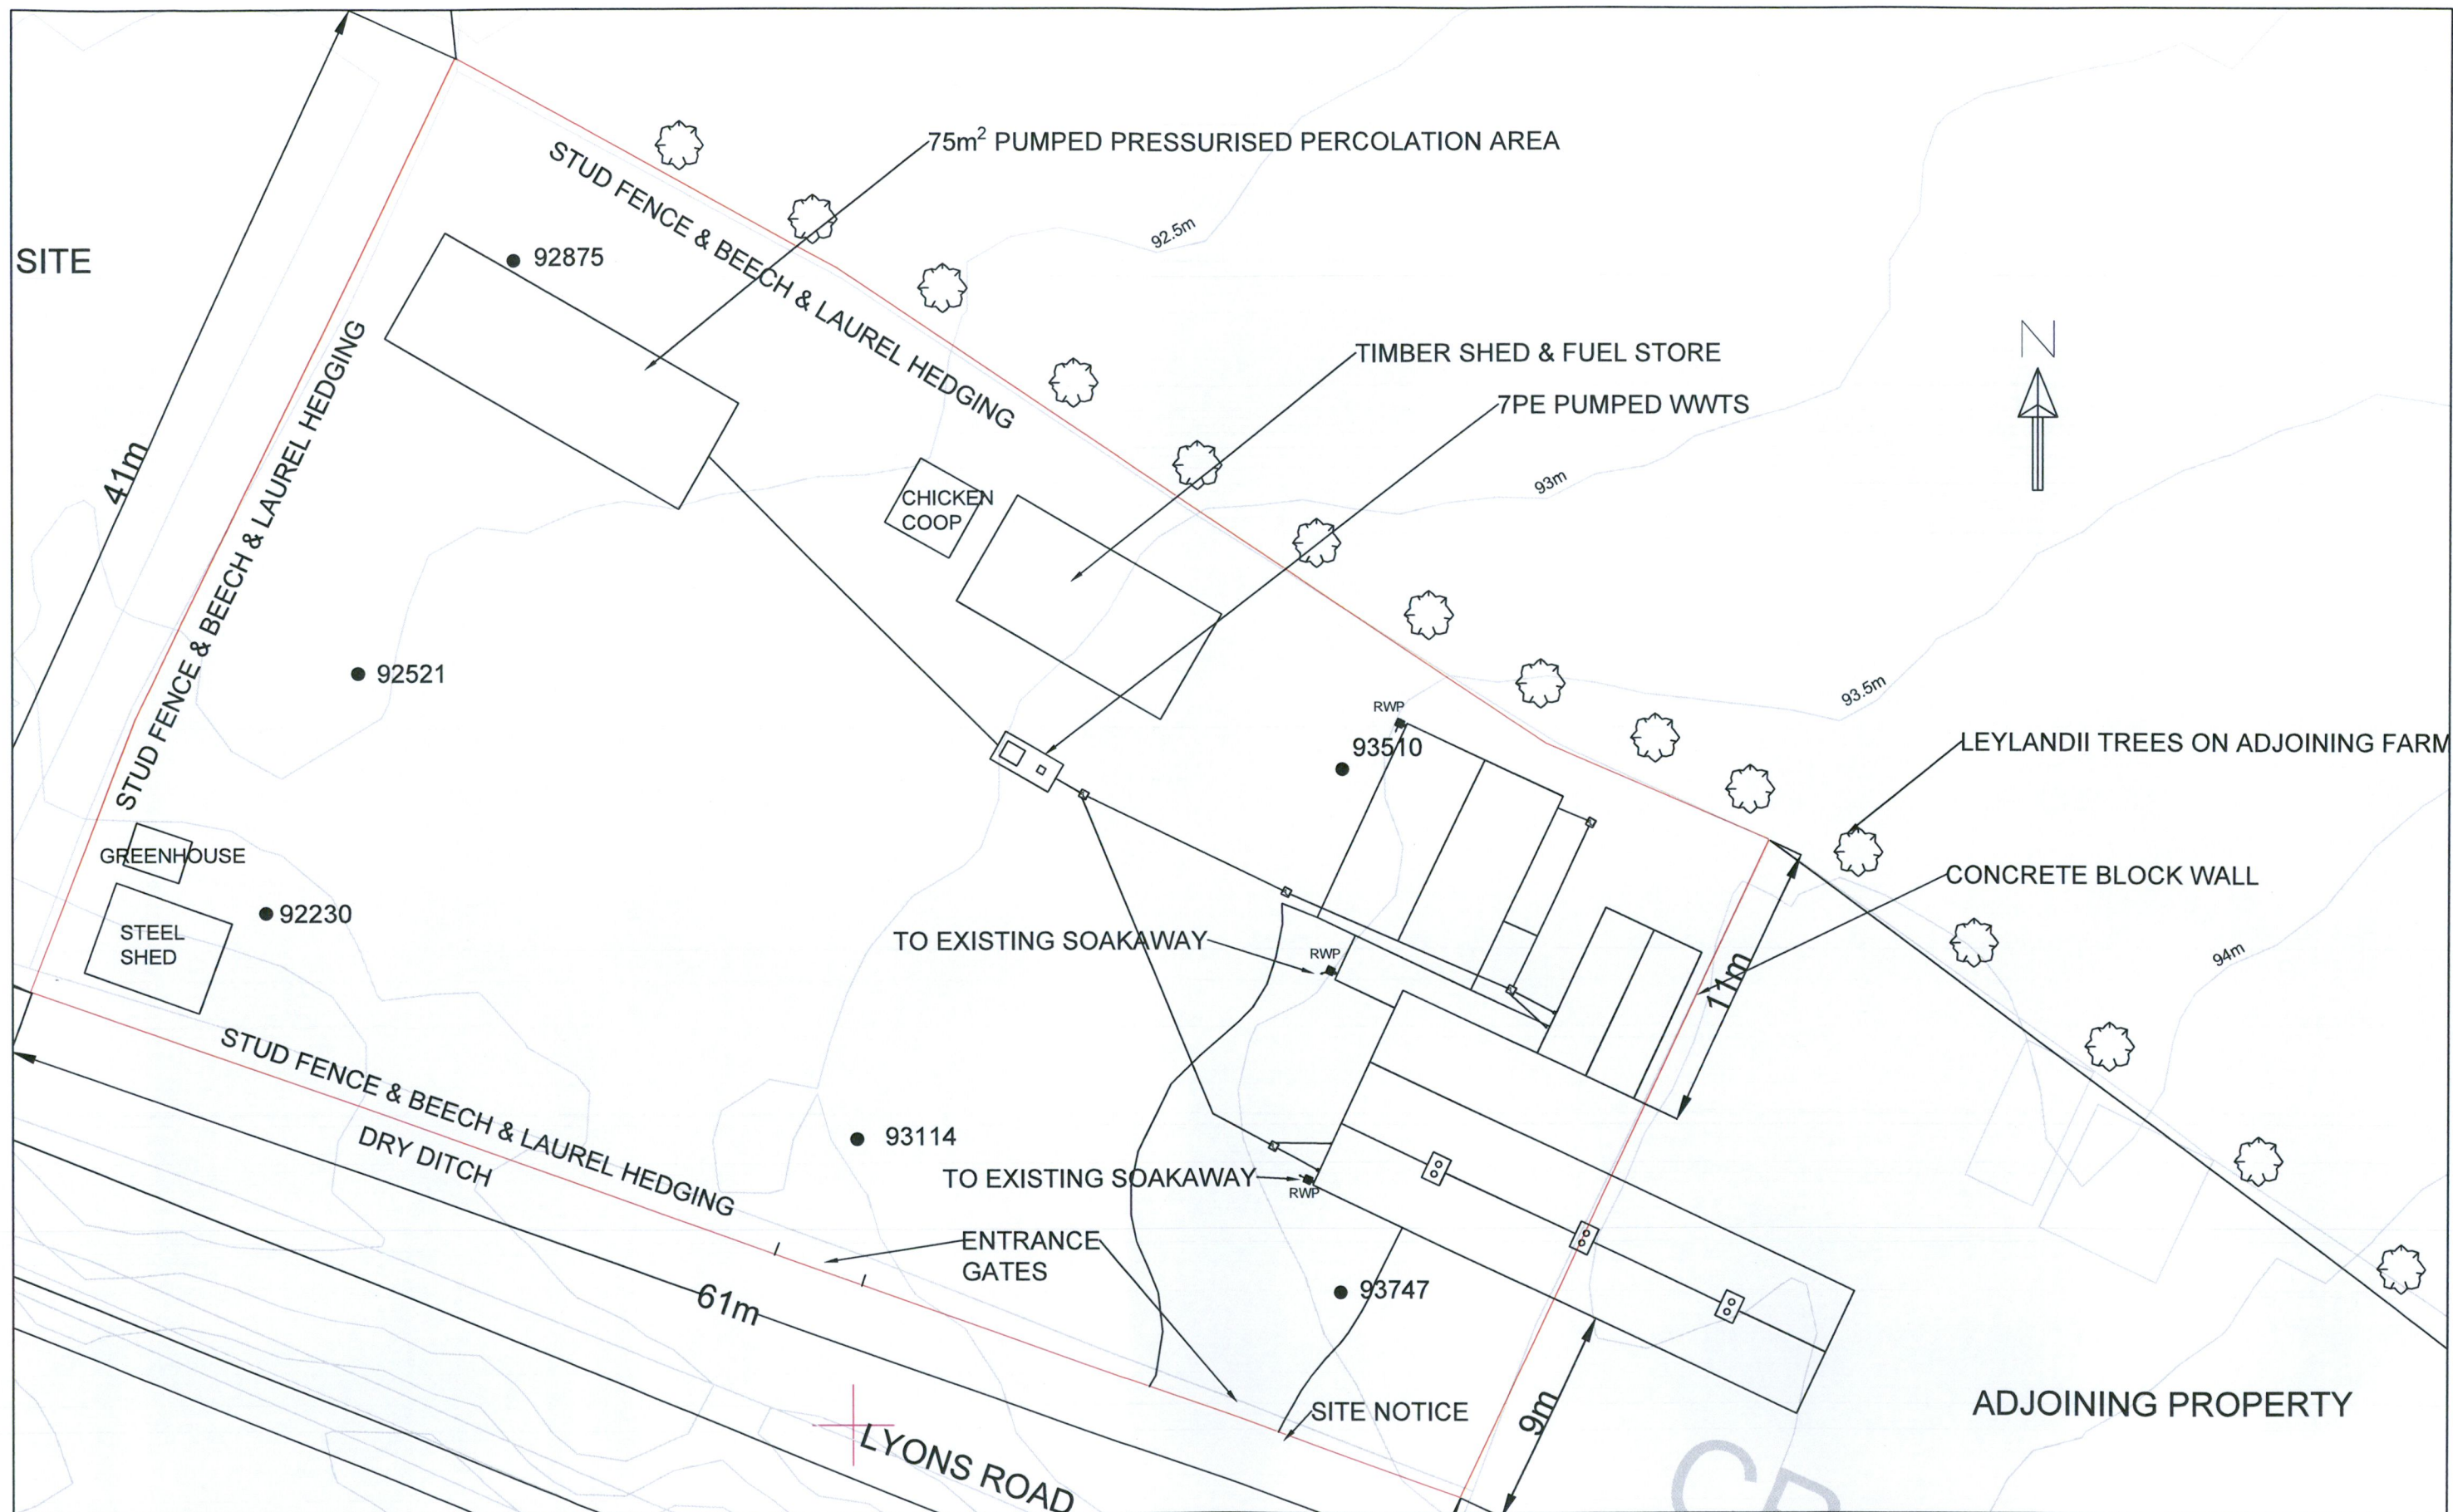 75m² PUMPED PRESSURISED PERCOLATION AREA
STUD FENCE & BEECH & LAUREL HEDGING
92.5m
SITE
92875
N
TIMBER SHED & FUEL STORE
7PE PUMPED WWTS
STUD FENCE & BEECH & LAUREL HEDGING
41m
93m
CHICKEN
COOP
92521
93.5m
RWP
93510
LEYLANDII TREES ON ADJOINING FARM
GREENHOUSE
CONCRETE BLOCK WALL
92230
STEEL
SHED
TO EXISTING SOAKAWAY
RWP
11m
94m
STUD FENCE & BEECH & LAUREL HEDGING
DRY DITCH
93114
TO EXISTING SOAKAWAY
RWP
ENTRANCE
GATES
93747
61m
SITE NOTICE
9m
ADJOINING PROPERTY
LYONS ROAD